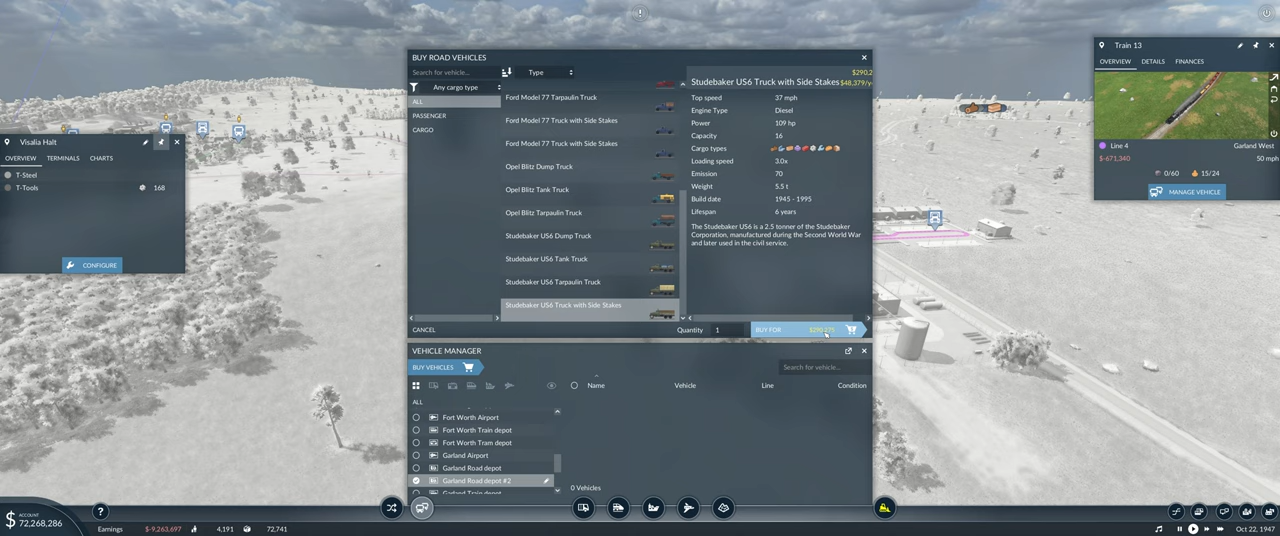 BUY ROAD VEHICLES
Search for vehicle...
Type
Any cargo type
ALL
PASSENGER
CARGO
Ford Model 77 Tarpaulin Truck
Ford Model 77 Truck with Side Stakes
Ford Model 77 Truck with Side Stakes
Opel Blitz Dump Truck
Opel Blitz Tank Truck
Opel Blitz Tarpaulin Truck
Studebaker US6 Dump Truck
Studebaker US6 Tank Truck
Studebaker US6 Tarpaulin Truck
Studebaker US6 Truck with Side Stakes
$290,2
Studebaker US6 Truck with Side Stakes $48,379/y
Top speed 37 mph
Engine Type Diesel
Power 109 hp
Capacity 16
Cargo types
Loading speed 3.0x
Emission 70
Weight 5.5 t
Build date 1945 - 1995
Lifespan 6 years
The Studebaker US6 is a 2.5 tonner of the Studebaker
Corporation, manufactured during the Second World War
and later used in the civil service.
CANCEL
Quantity 1
BUY FOR
VEHICLE MANAGER
BUY VEHICLES
Search for vehicle...
Name Vehicle Line Condition
ALL
Fort Worth Airport
Fort Worth Train depot
Fort Worth Tram depot
Garland Airport
Garland Road depot
Garland Road depot #2
Garland Train depot
0 Vehicles
Visalia Halt
OVERVIEW TERMINALS CHARTS
T-Steel
T-Tools 168
CONFIGURE
Train 13
OVERVIEW DETAILS FINANCES
Line 4 Garland West
$-671,340 50 mph
0/60 15/24
MANAGE VEHICLE
$ ACCOUNT
72,268,286
?
Earnings $-9,263,697 4,191 72,741
Oct 22, 1947